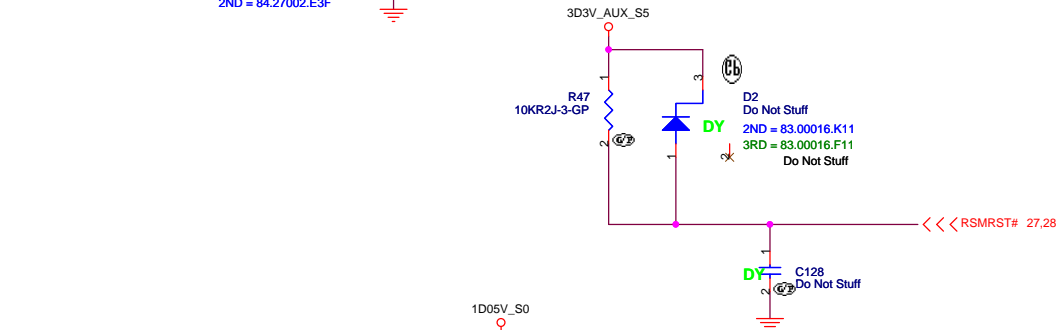 2ND = 84.27002.E3F
3D3V_AUX_S5
1
3
R47
10KR2J-3-GP
D2
Do Not Stuff
DY
2ND = 83.00016.K11
3RD = 83.00016.F11
Do Not Stuff
2
G/P
1
2
RSMRST# 27,28
1
DY
C128
Do Not Stuff
2
G/P
1D05V_S0